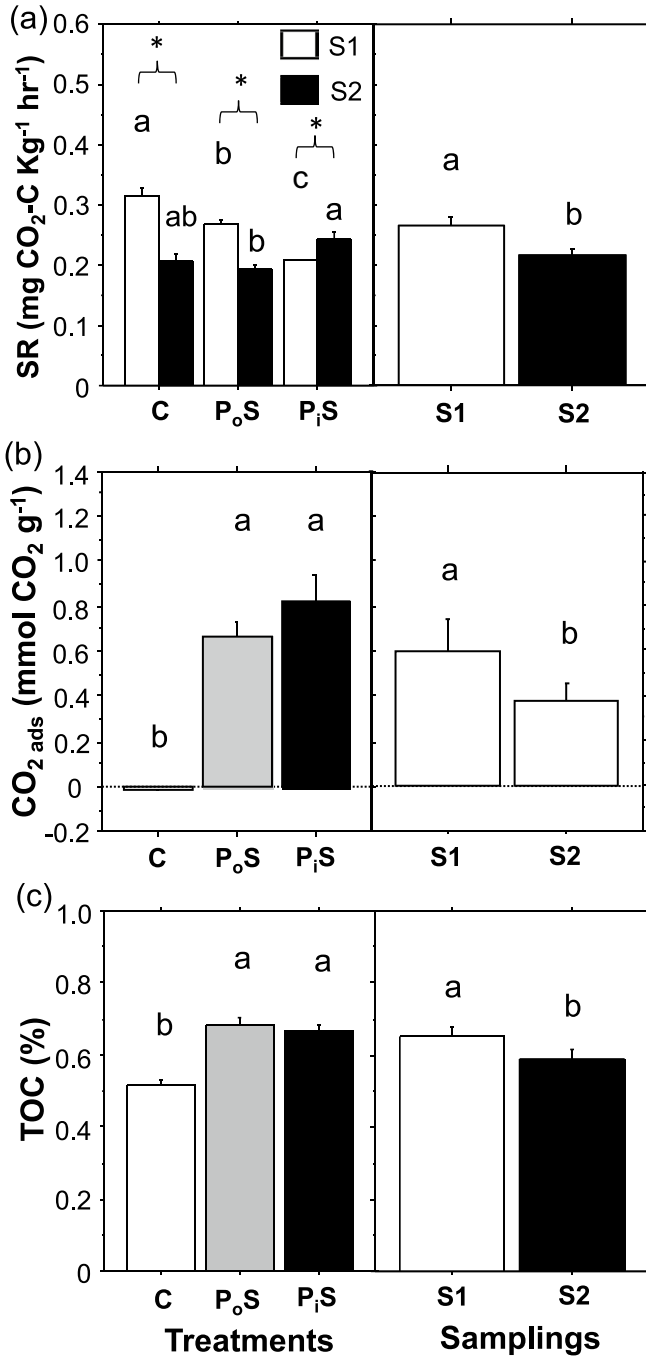 (a)
SR (mg CO₂-C Kg⁻¹ hr⁻¹)
0.6
0.5
0.4
0.3
0.2
0.1
0
S1
S2
* * *
a ab b b c a
a b
C PₒS PᵢS S1 S2
(b)
CO₂ ads (mmol CO₂ g⁻¹)
1.4
1.2
1.0
0.8
0.6
0.4
0.2
0
-0.2
b a a
a b
C PₒS PᵢS S1 S2
(c)
TOC (%)
1.0
0.8
0.6
0.4
0.2
0
b a a
a b
C PₒS PᵢS S1 S2
Treatments Samplings